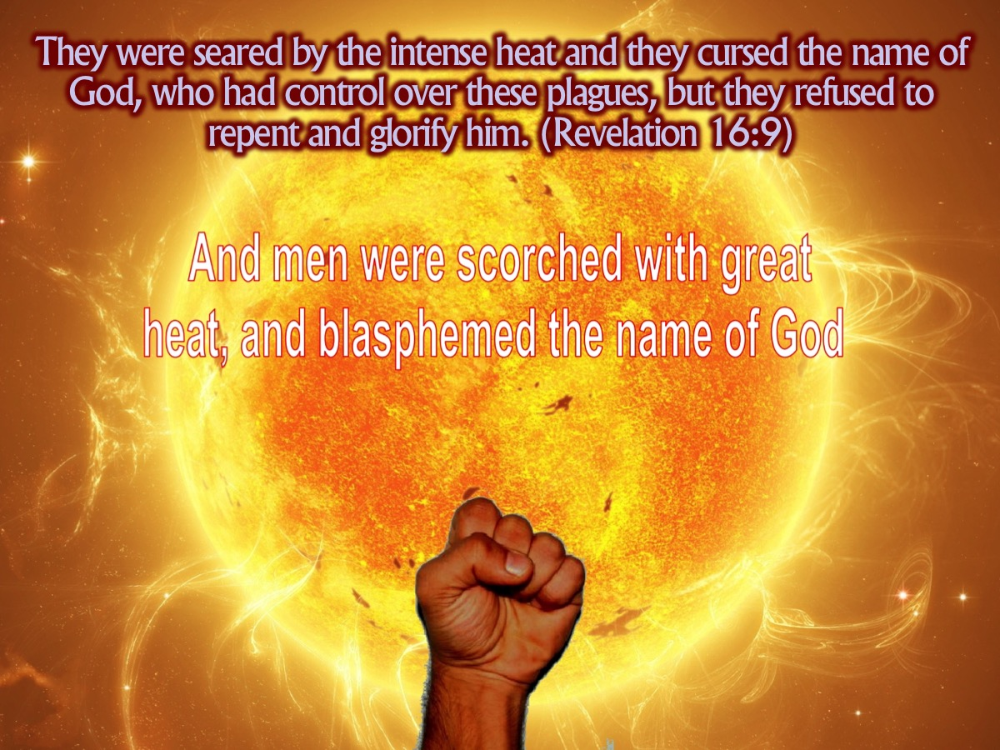 They were seared by the intense heat and they cursed the name of
God, who had control over these plagues, but they refused to
repent and glorify him. (Revelation 16:9)
And men were scorched with great
heat, and blasphemed the name of God